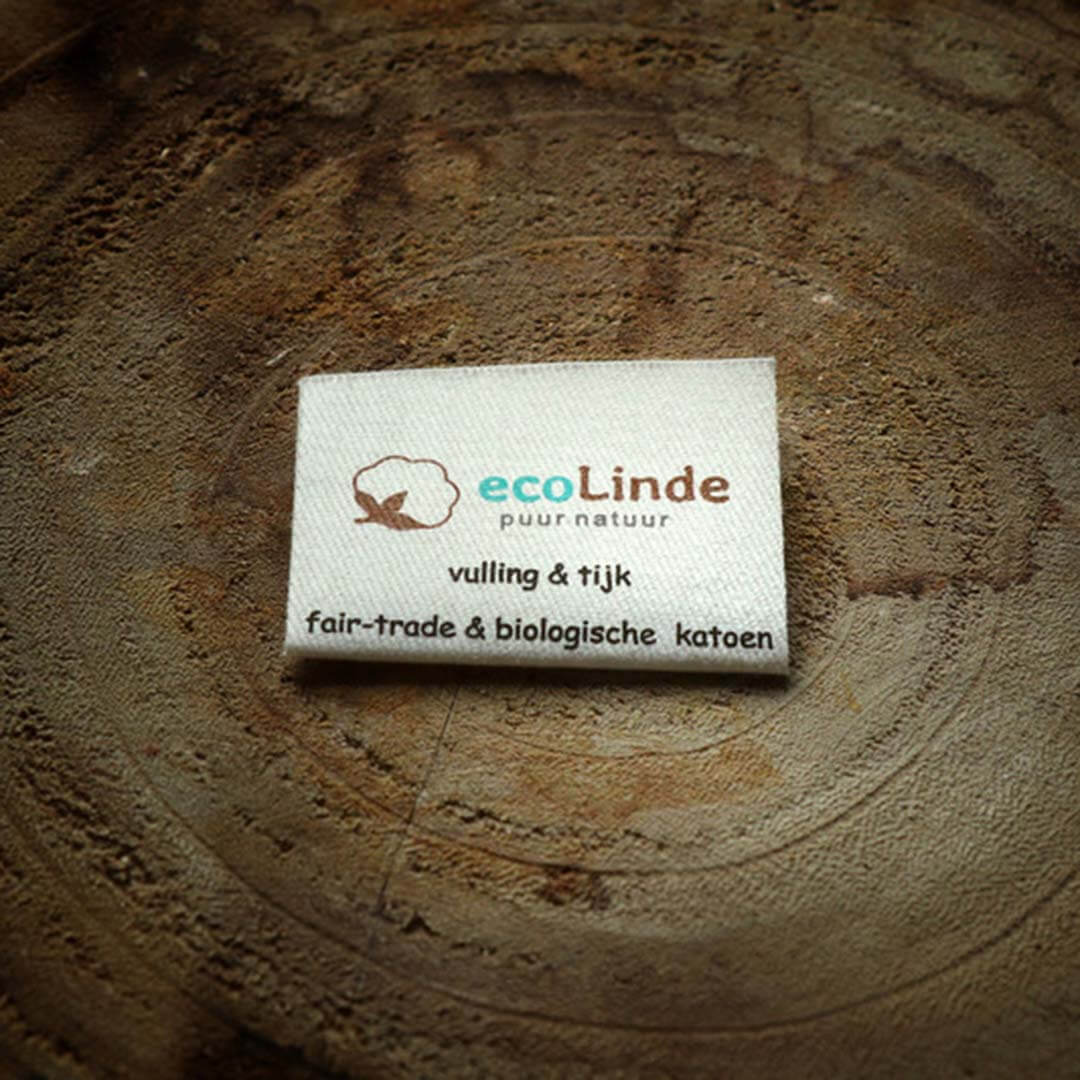 ecoLinde
puur natuur
vulling & tijk
fair-trade & biologische katoen